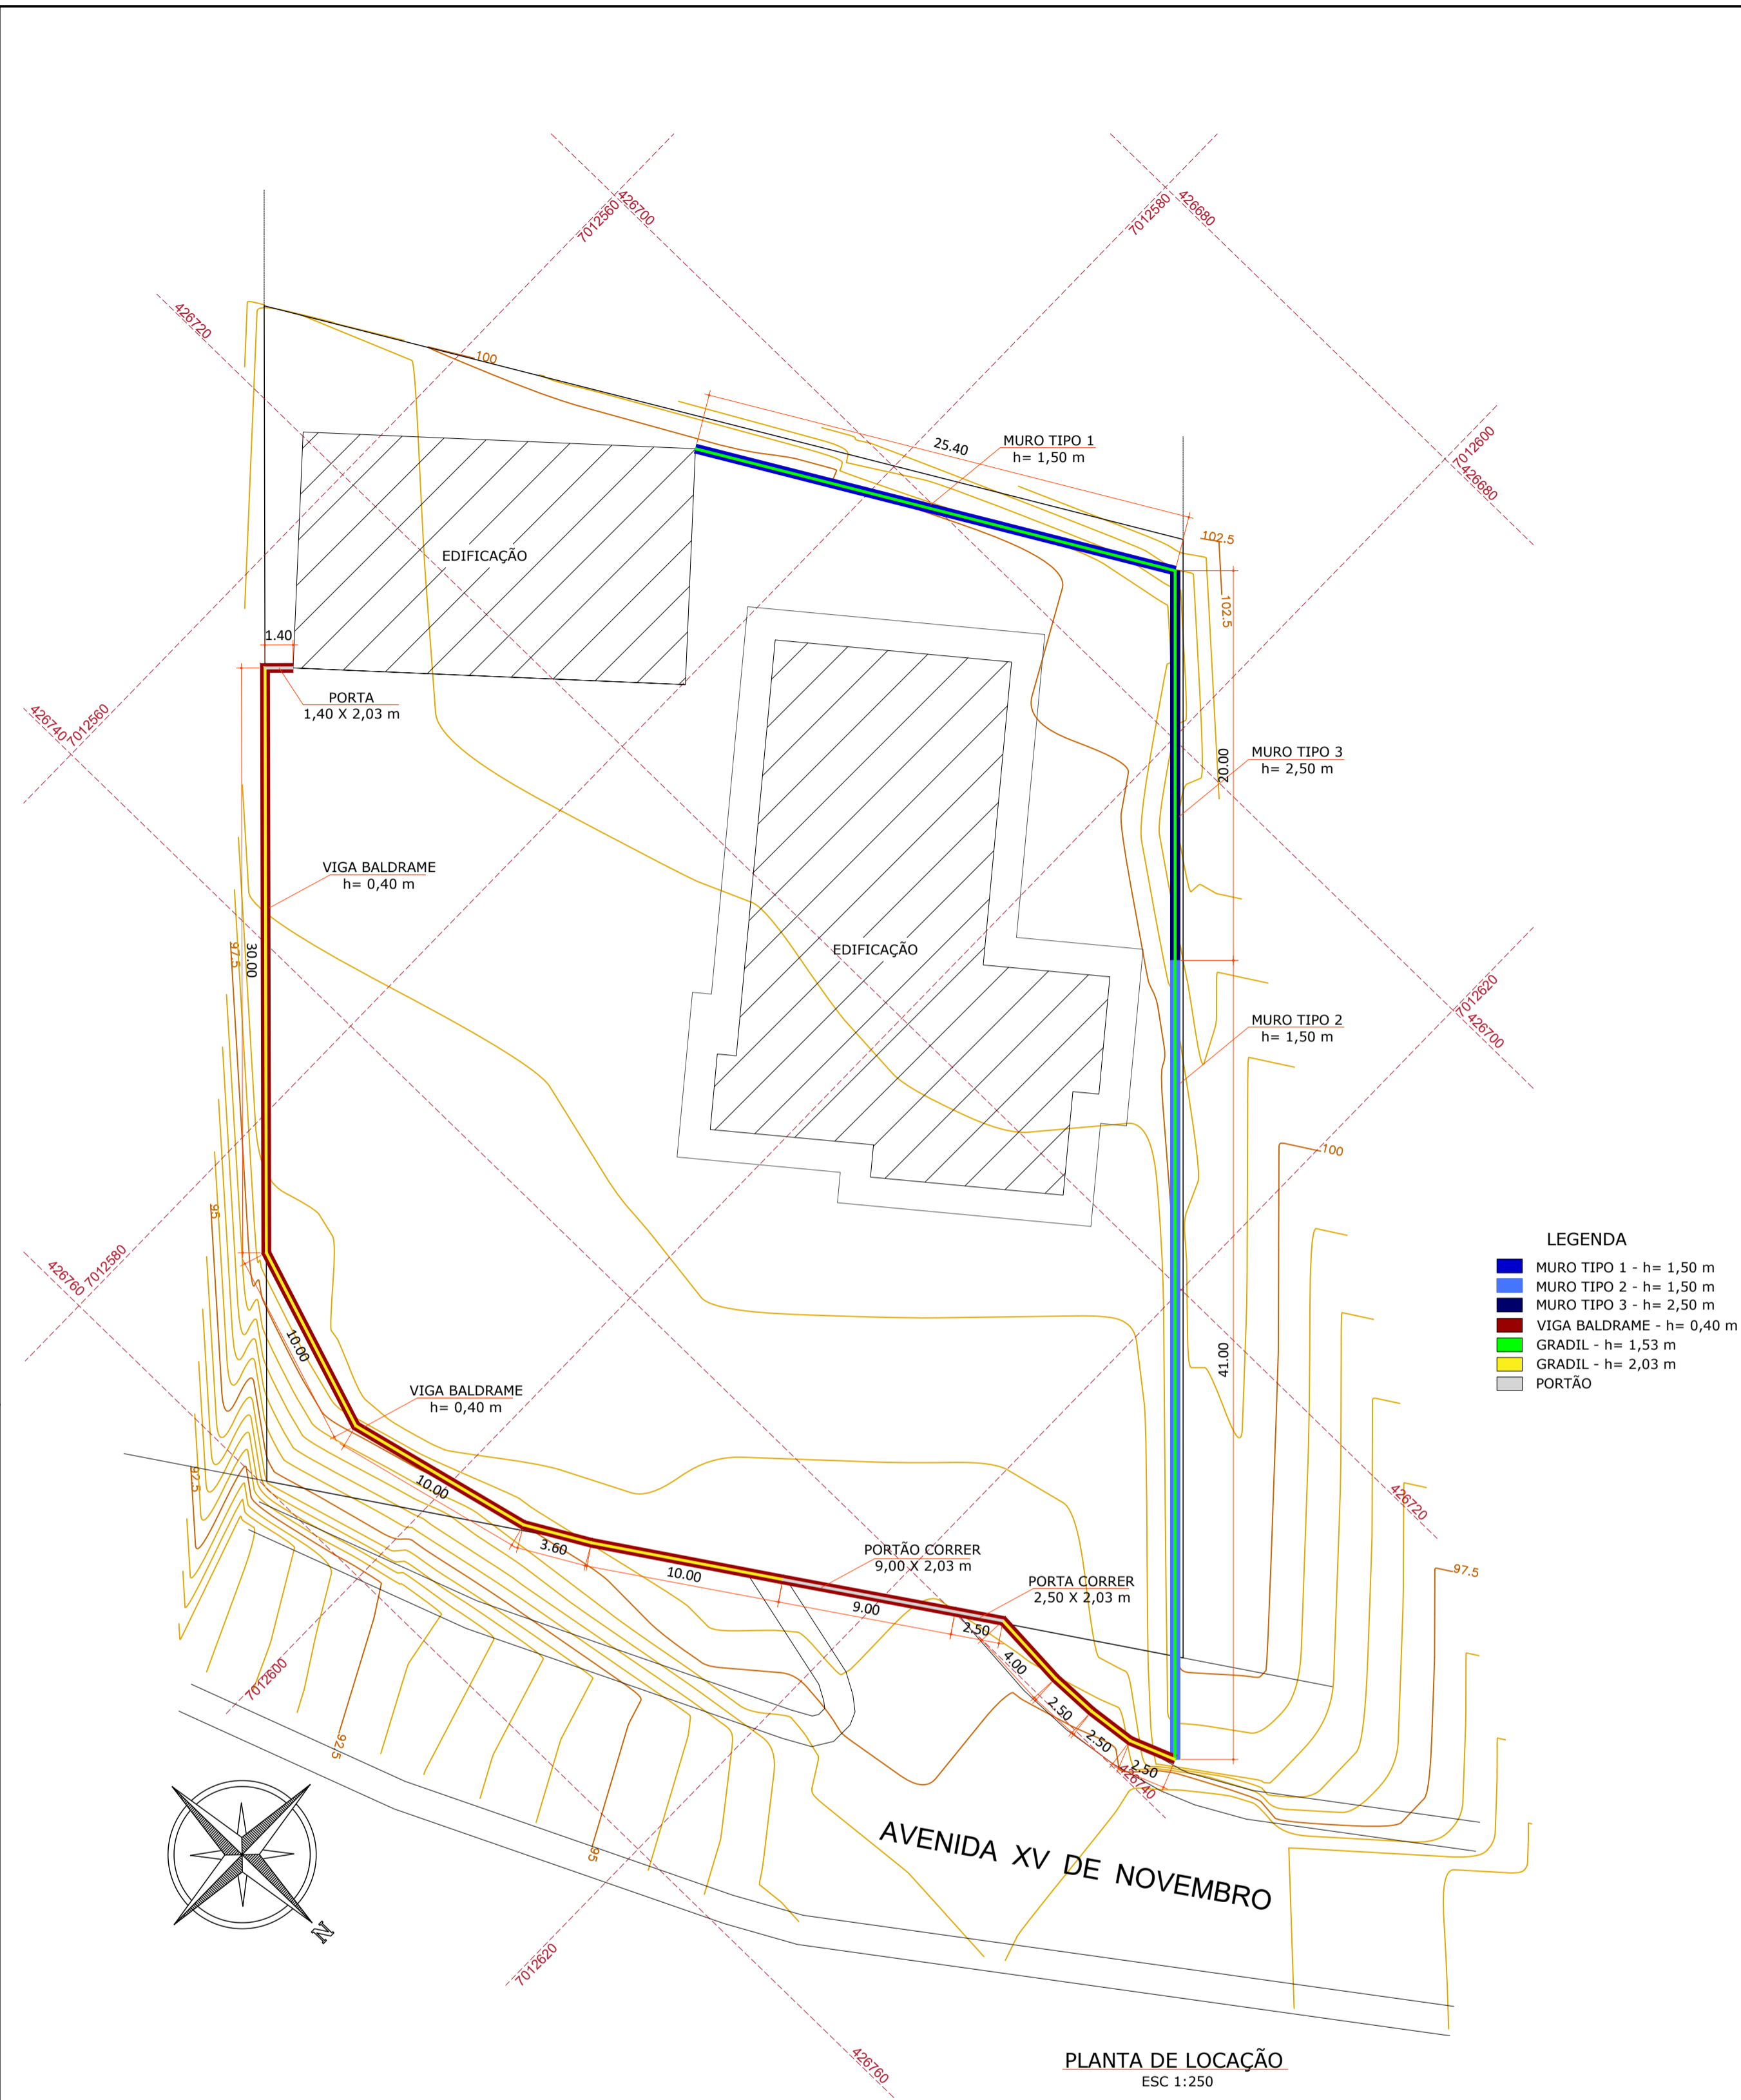 7012560
426700
7012580
426680
426720
100
25.40
MURO TIPO 1
h= 1,50 m
7012600
426680
102.5
102.5
EDIFICAÇÃO
1.40
PORTA
1,40 X 2,03 m
426740
7012560
20.00
MURO TIPO 3
h= 2,50 m
VIGA BALDRAME
h= 0,40 m
97.5
30.00
EDIFICAÇÃO
7012620
426700
MURO TIPO 2
h= 1,50 m
100
95
426760
7012580
LEGENDA
MURO TIPO 1 - h= 1,50 m
MURO TIPO 2 - h= 1,50 m
MURO TIPO 3 - h= 2,50 m
VIGA BALDRAME - h= 0,40 m
GRADIL - h= 1,53 m
GRADIL - h= 2,03 m
PORTÃO
10.00
41.00
VIGA BALDRAME
h= 0,40 m
92.5
10.00
426720
3.60
10.00
PORTÃO CORRER
9,00 X 2,03 m
97.5
PORTA CORRER
2,50 X 2,03 m
9.00
2.50
4.00
7012600
2.50
2.50
2.50
92.5
426740
95
AVENIDA XV DE NOVEMBRO
N
7012620
426760
PLANTA DE LOCAÇÃO
ESC 1:250